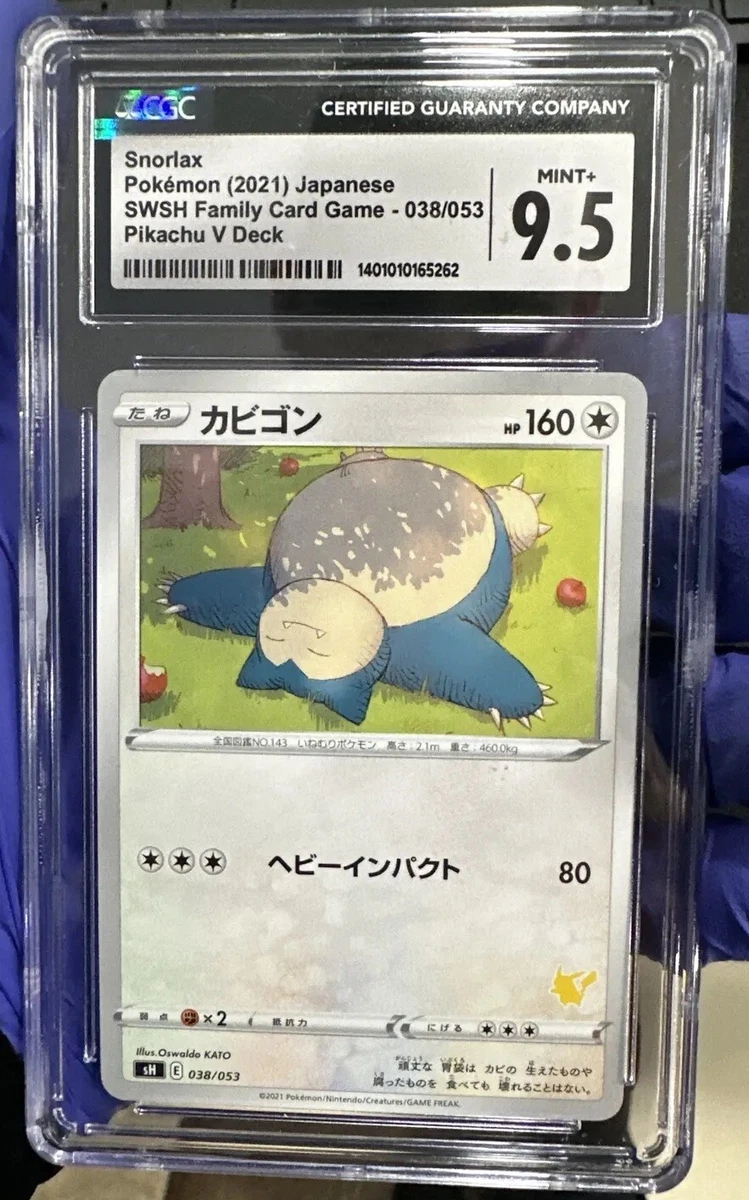 CGC CERTIFIED GUARANTY COMPANY
Snorlax
Pokémon (2021) Japanese
SWSH Family Card Game - 038/053
Pikachu V Deck
1401010165262
MINT+
9.5
たね カビゴン HP 160
全国図鑑NO.143 いねむりポケモン 高さ:2.1m 重さ:460.0kg
ヘビーインパクト 80
弱点 ×2 抵抗力 にげる
Illus.Oswaldo KATO
sH E 038/053
頑丈な 胃袋は カビの 生えたものや
腐ったものを 食べても 壊れることはない。
©2021 Pokémon/Nintendo/Creatures/GAME FREAK.